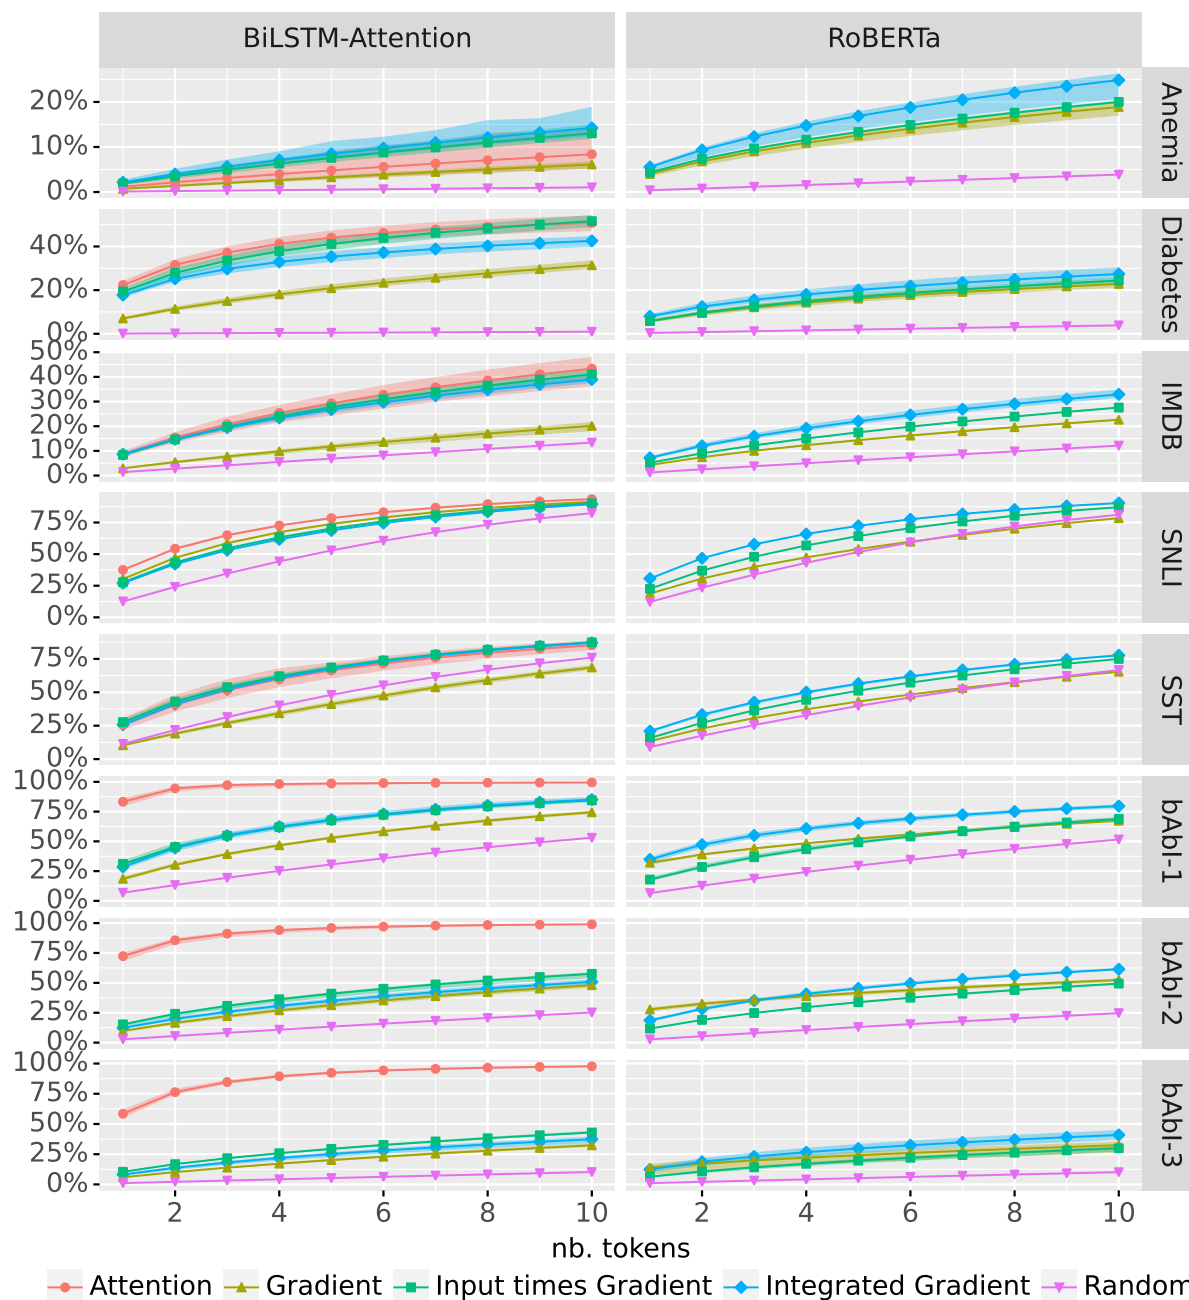 BiLSTM-Attention RoBERTa
20%
10%
0%
Anemia
40%
20%
0%
Diabetes
50%
40%
30%
20%
10%
0%
IMDB
75%
50%
25%
0%
SNLI
75%
50%
25%
0%
SST
100%
75%
50%
25%
0%
bAbI-1
100%
75%
50%
25%
0%
bAbI-2
100%
75%
50%
25%
0%
bAbI-3
2 4 6 8 10 2 4 6 8 10
nb. tokens
Attention Gradient Input times Gradient Integrated Gradient Random